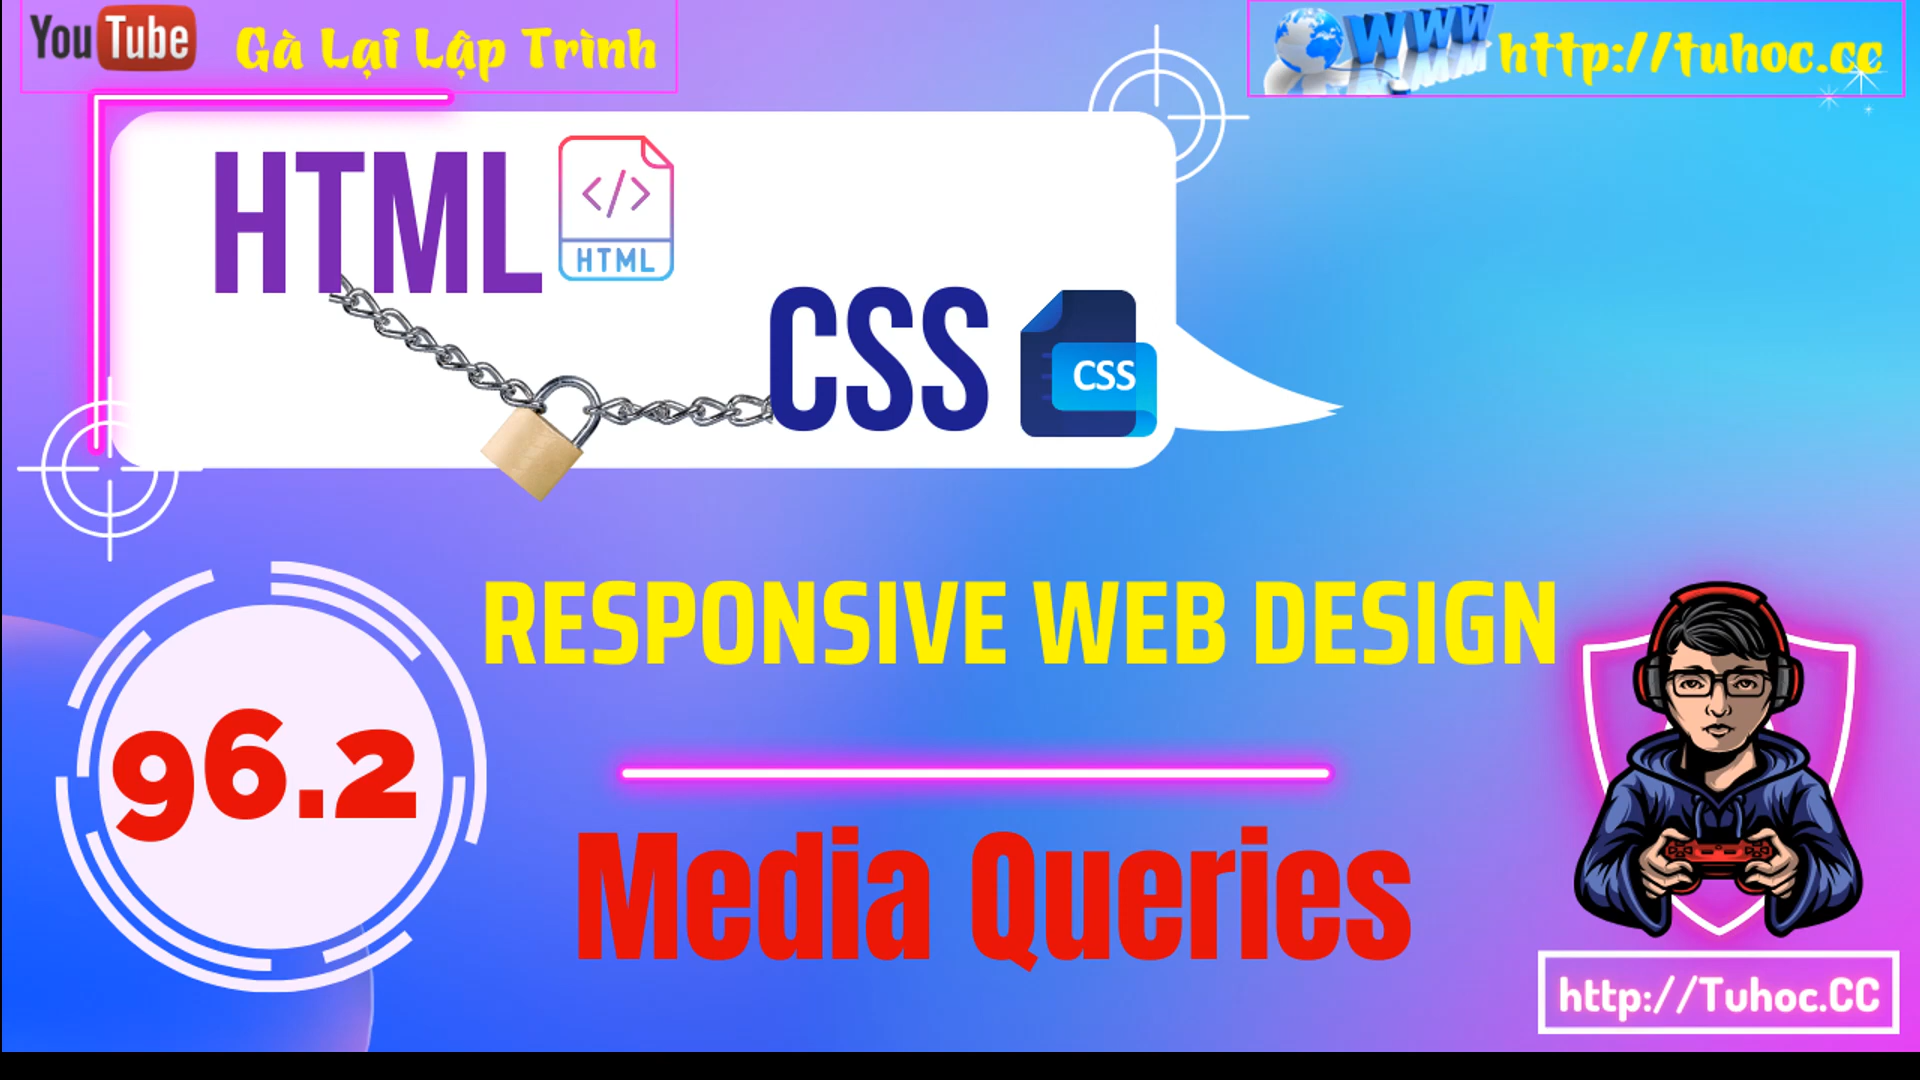 YouTube Gà Lại Lập Trình
WWW http://tuhoc.cc
HTML
</>
HTML
CSS
CSS
RESPONSIVE WEB DESIGN
96.2
Media Queries
http://Tuhoc.CC